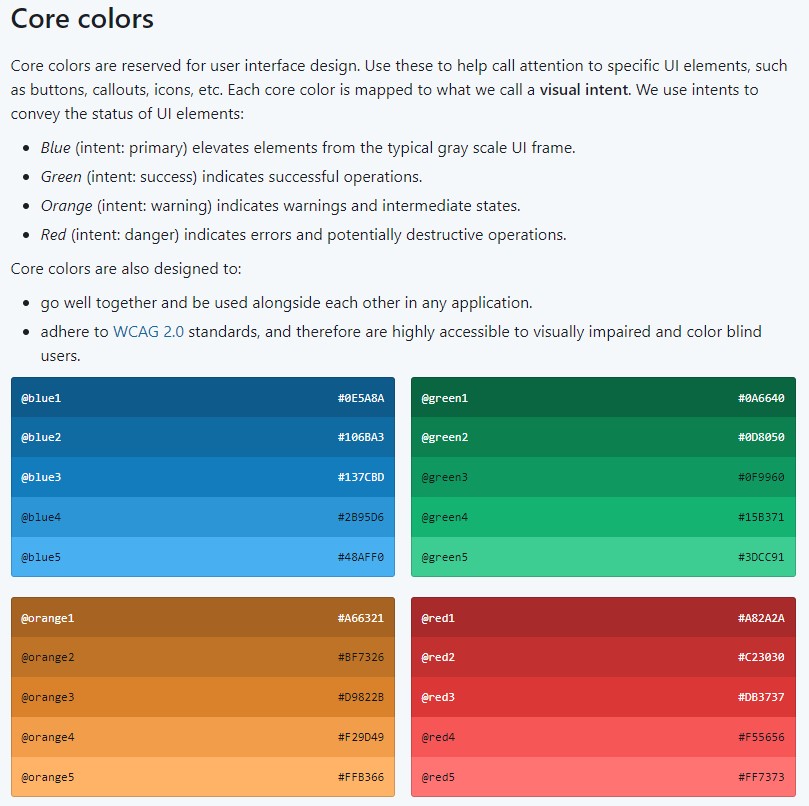 Core colors
Core colors are reserved for user interface design. Use these to help call attention to specific UI elements, such
as buttons, callouts, icons, etc. Each core color is mapped to what we call a visual intent. We use intents to
convey the status of UI elements:
• Blue (intent: primary) elevates elements from the typical gray scale UI frame.
• Green (intent: success) indicates successful operations.
• Orange (intent: warning) indicates warnings and intermediate states.
• Red (intent: danger) indicates errors and potentially destructive operations.
Core colors are also designed to:
• go well together and be used alongside each other in any application.
• adhere to WCAG 2.0 standards, and therefore are highly accessible to visually impaired and color blind
users.
@blue1 #0E5A8A
@blue2 #106BA3
@blue3 #137CBD
@blue4 #2B95D6
@blue5 #48AFF0
@green1 #0A6640
@green2 #0D8050
@green3 #0F9960
@green4 #15B371
@green5 #3DCC91
@orange1 #A66321
@orange2 #BF7326
@orange3 #D9822B
@orange4 #F29D49
@orange5 #FFB366
@red1 #A82A2A
@red2 #C23030
@red3 #DB3737
@red4 #F55656
@red5 #FF7373